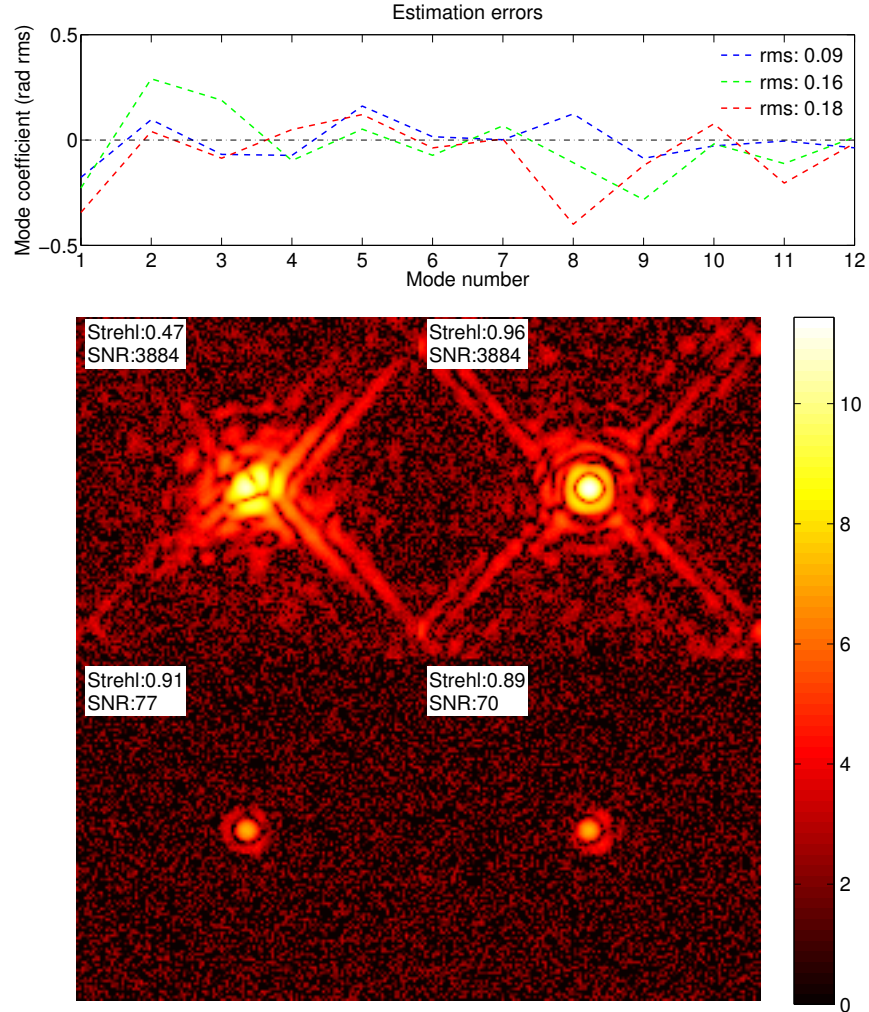 Estimation errors
Mode coefficient (rad rms)
0.5
0
−0.5
rms: 0.09
rms: 0.16
rms: 0.18
1 2 3 4 5 6 7 8 9 10 11 12
Mode number
Strehl:0.47
SNR:3884
Strehl:0.96
SNR:3884
Strehl:0.91
SNR:77
Strehl:0.89
SNR:70
10
8
6
4
2
0